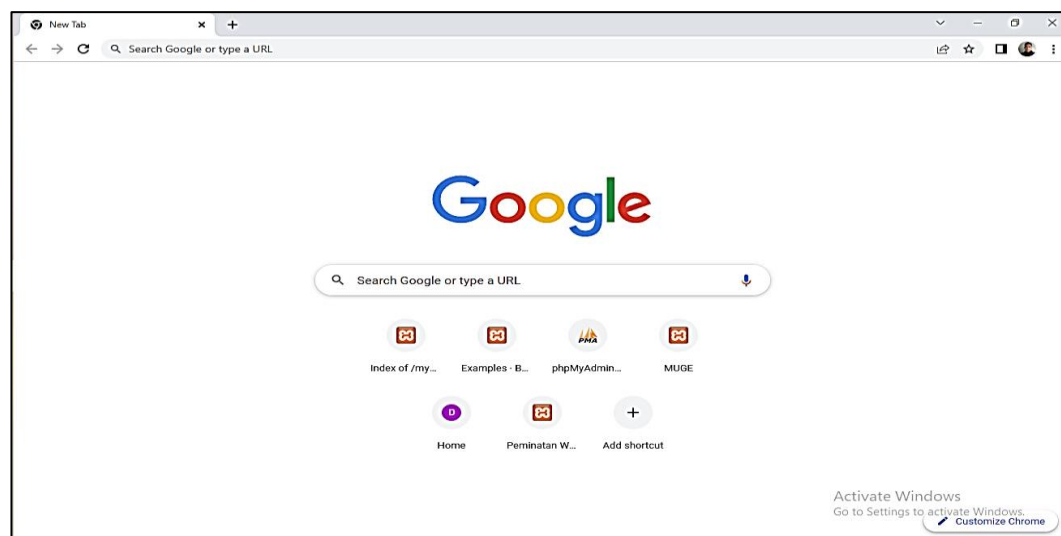 New Tab
Search Google or type a URL
Google
Search Google or type a URL
PMA
Index of /my... Examples - B... phpMyAdmin... MUGE
D
Home Peminatan W... Add shortcut
Activate Windows
Go to Settings to activate Windows.
Customize Chrome